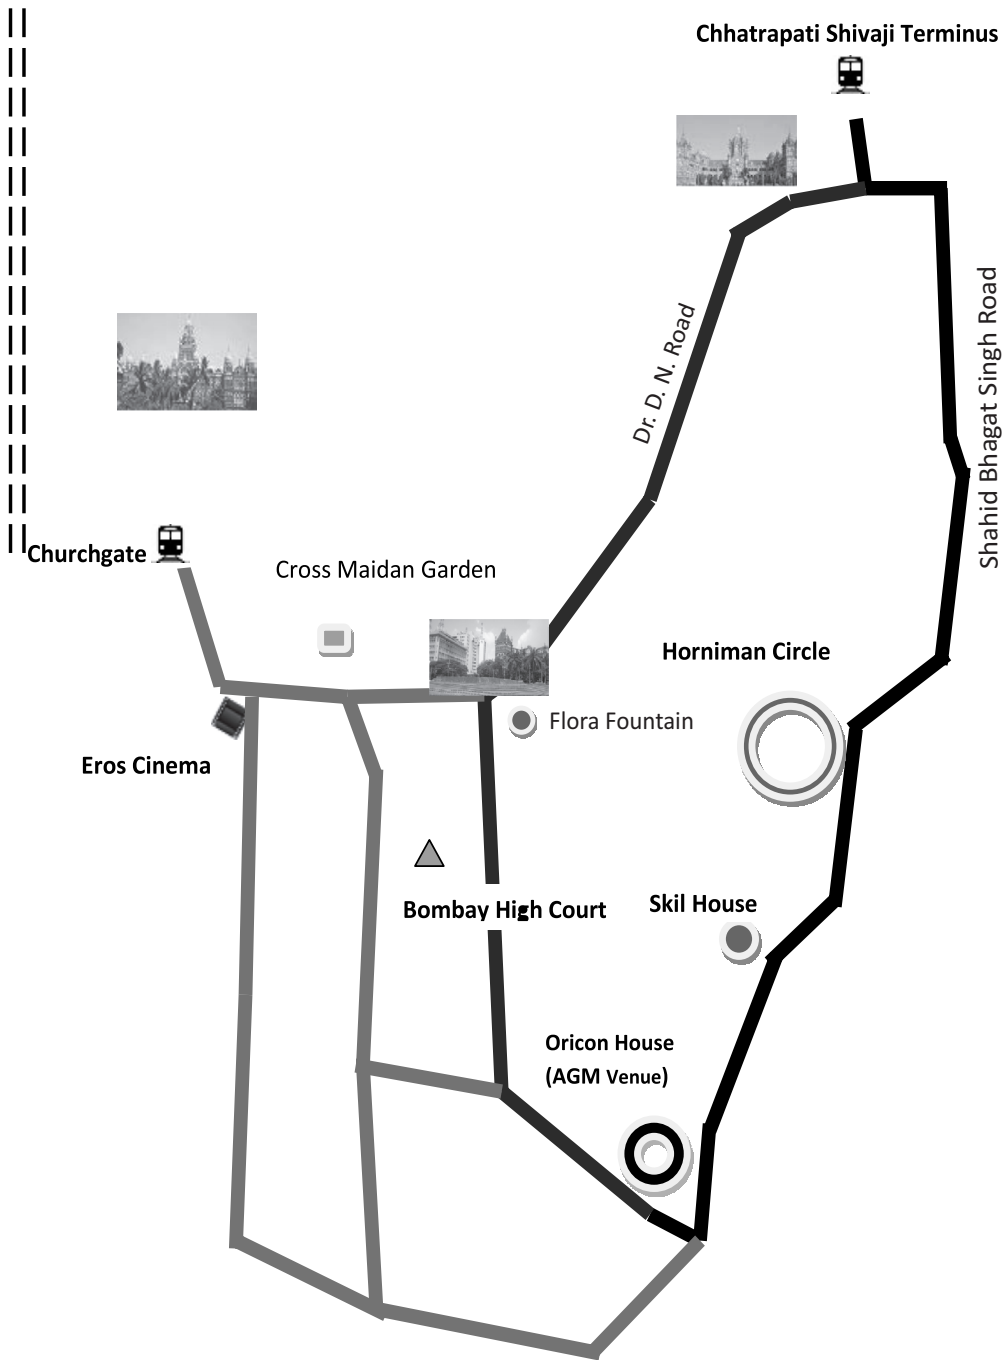 Chhatrapati Shivaji Terminus
Dr. D. N. Road
Shahid Bhagat Singh Road
Churchgate
Cross Maidan Garden
Horniman Circle
Flora Fountain
Eros Cinema
Bombay High Court
Skil House
Oricon House
(AGM Venue)